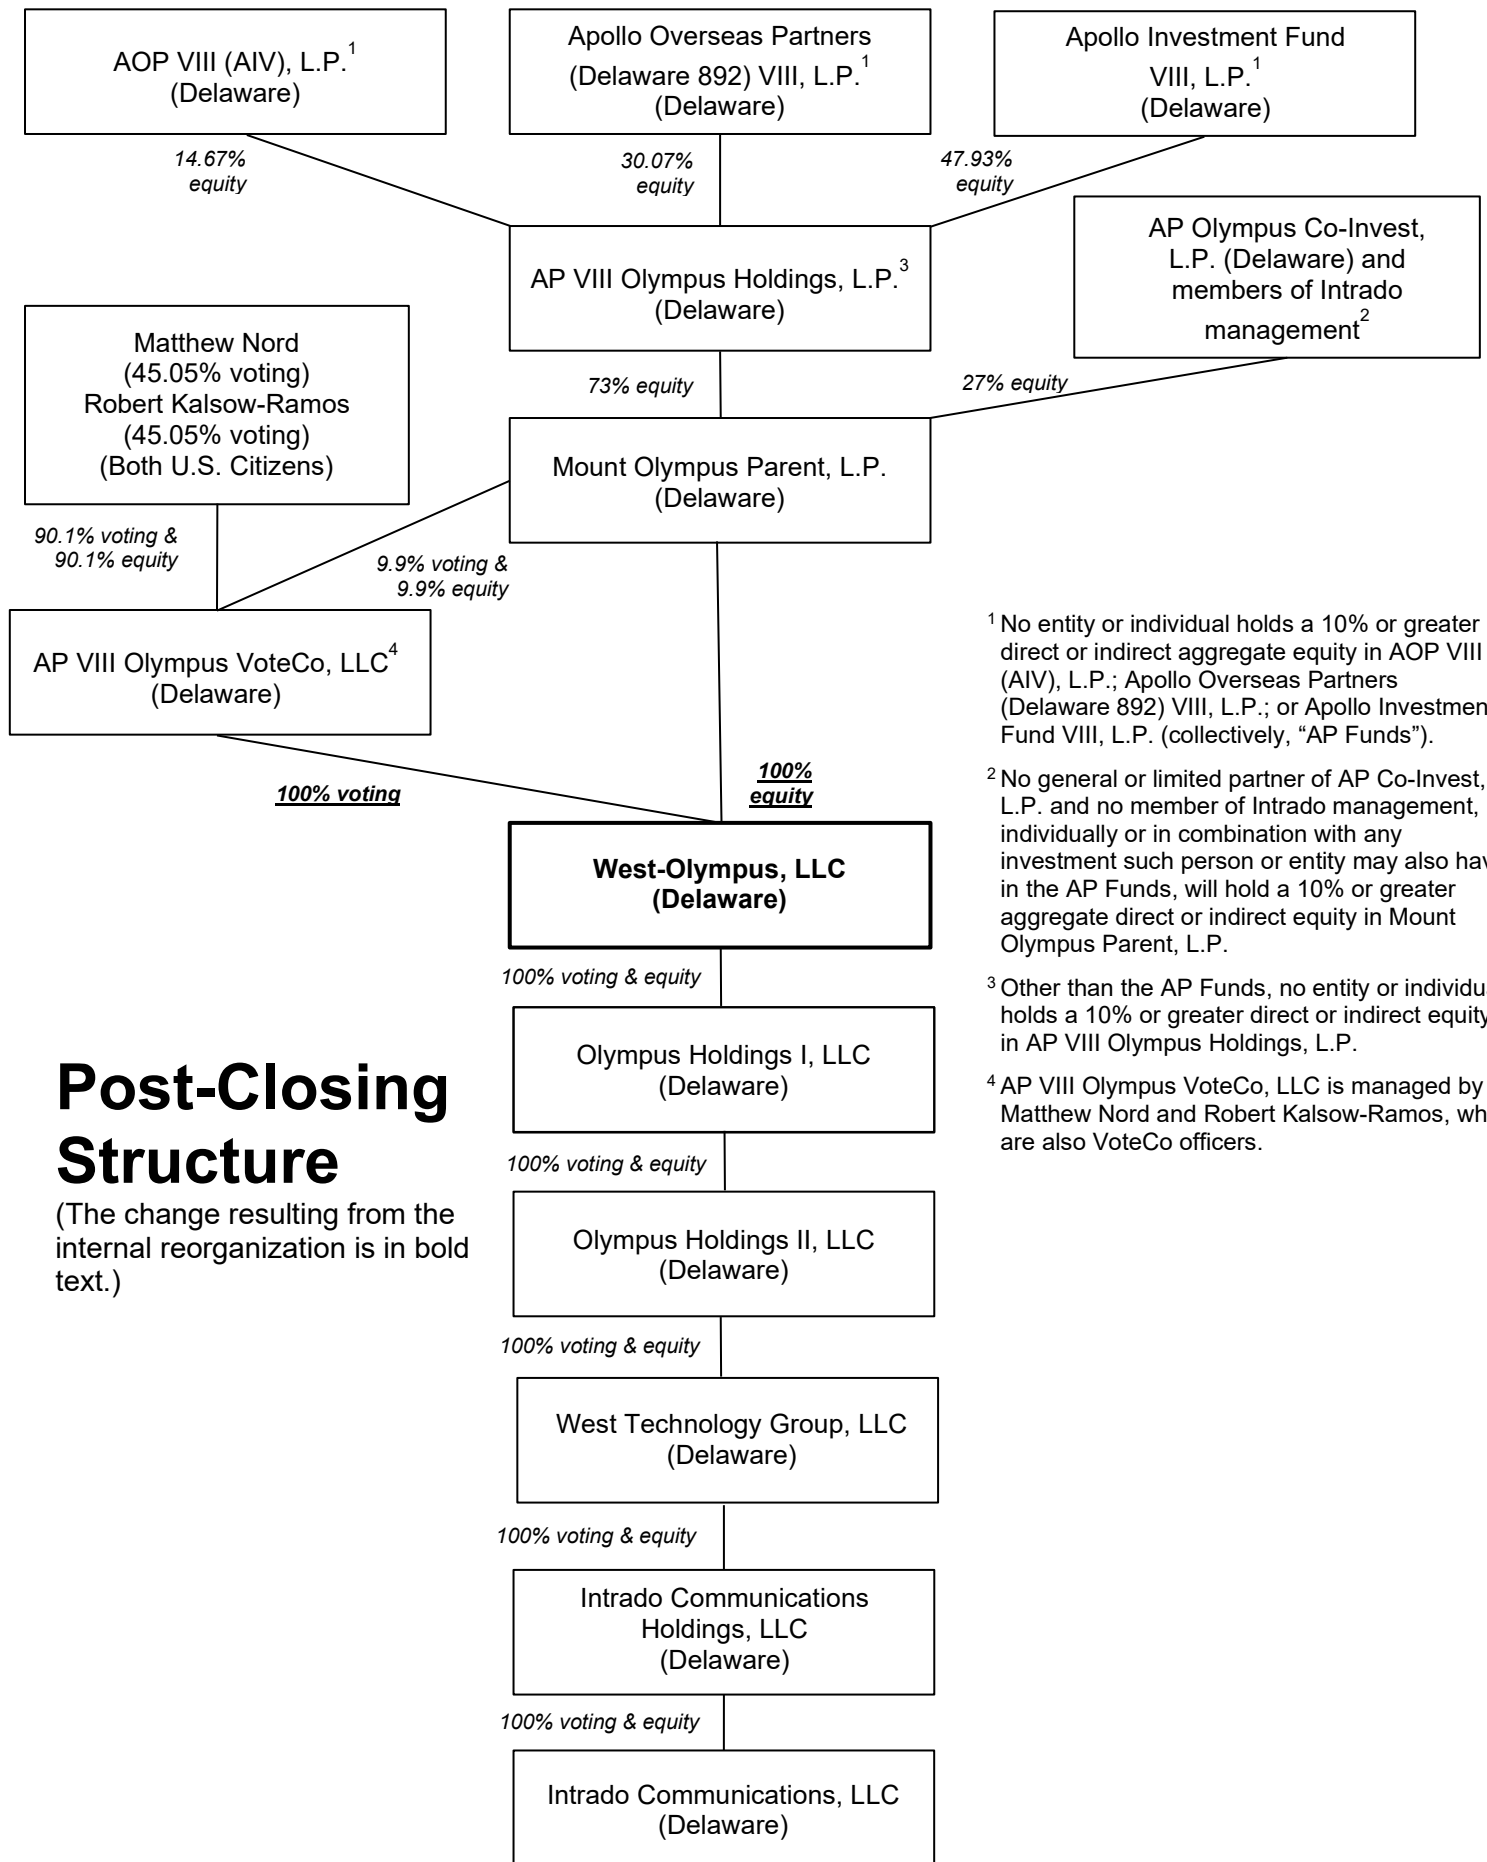 AOP VIII (AIV), L.P.1
(Delaware)
Apollo Overseas Partners
(Delaware 892) VIII, L.P.1
(Delaware)
Apollo Investment Fund
VIII, L.P.1
(Delaware)
14.67%
equity
30.07%
equity
47.93%
equity
AP VIII Olympus Holdings, L.P.3
(Delaware)
AP Olympus Co-Invest,
L.P. (Delaware) and
members of Intrado
management2
Matthew Nord
(45.05% voting)
Robert Kalsow-Ramos
(45.05% voting)
(Both U.S. Citizens)
73% equity
27% equity
Mount Olympus Parent, L.P.
(Delaware)
90.1% voting &
90.1% equity
9.9% voting &
9.9% equity
AP VIII Olympus VoteCo, LLC4
(Delaware)
100% voting
100%
equity
West-Olympus, LLC
(Delaware)
100% voting & equity
Olympus Holdings I, LLC
(Delaware)
100% voting & equity
Olympus Holdings II, LLC
(Delaware)
100% voting & equity
West Technology Group, LLC
(Delaware)
100% voting & equity
Intrado Communications
Holdings, LLC
(Delaware)
100% voting & equity
Intrado Communications, LLC
(Delaware)
Post-Closing
Structure
(The change resulting from the
internal reorganization is in bold
text.)
1 No entity or individual holds a 10% or greater
direct or indirect aggregate equity in AOP VIII
(AIV), L.P.; Apollo Overseas Partners
(Delaware 892) VIII, L.P.; or Apollo Investmen
Fund VIII, L.P. (collectively, “AP Funds”).
2 No general or limited partner of AP Co-Invest,
L.P. and no member of Intrado management,
individually or in combination with any
investment such person or entity may also hav
in the AP Funds, will hold a 10% or greater
aggregate direct or indirect equity in Mount
Olympus Parent, L.P.
3 Other than the AP Funds, no entity or individu
holds a 10% or greater direct or indirect equity
in AP VIII Olympus Holdings, L.P.
4 AP VIII Olympus VoteCo, LLC is managed by
Matthew Nord and Robert Kalsow-Ramos, wh
are also VoteCo officers.